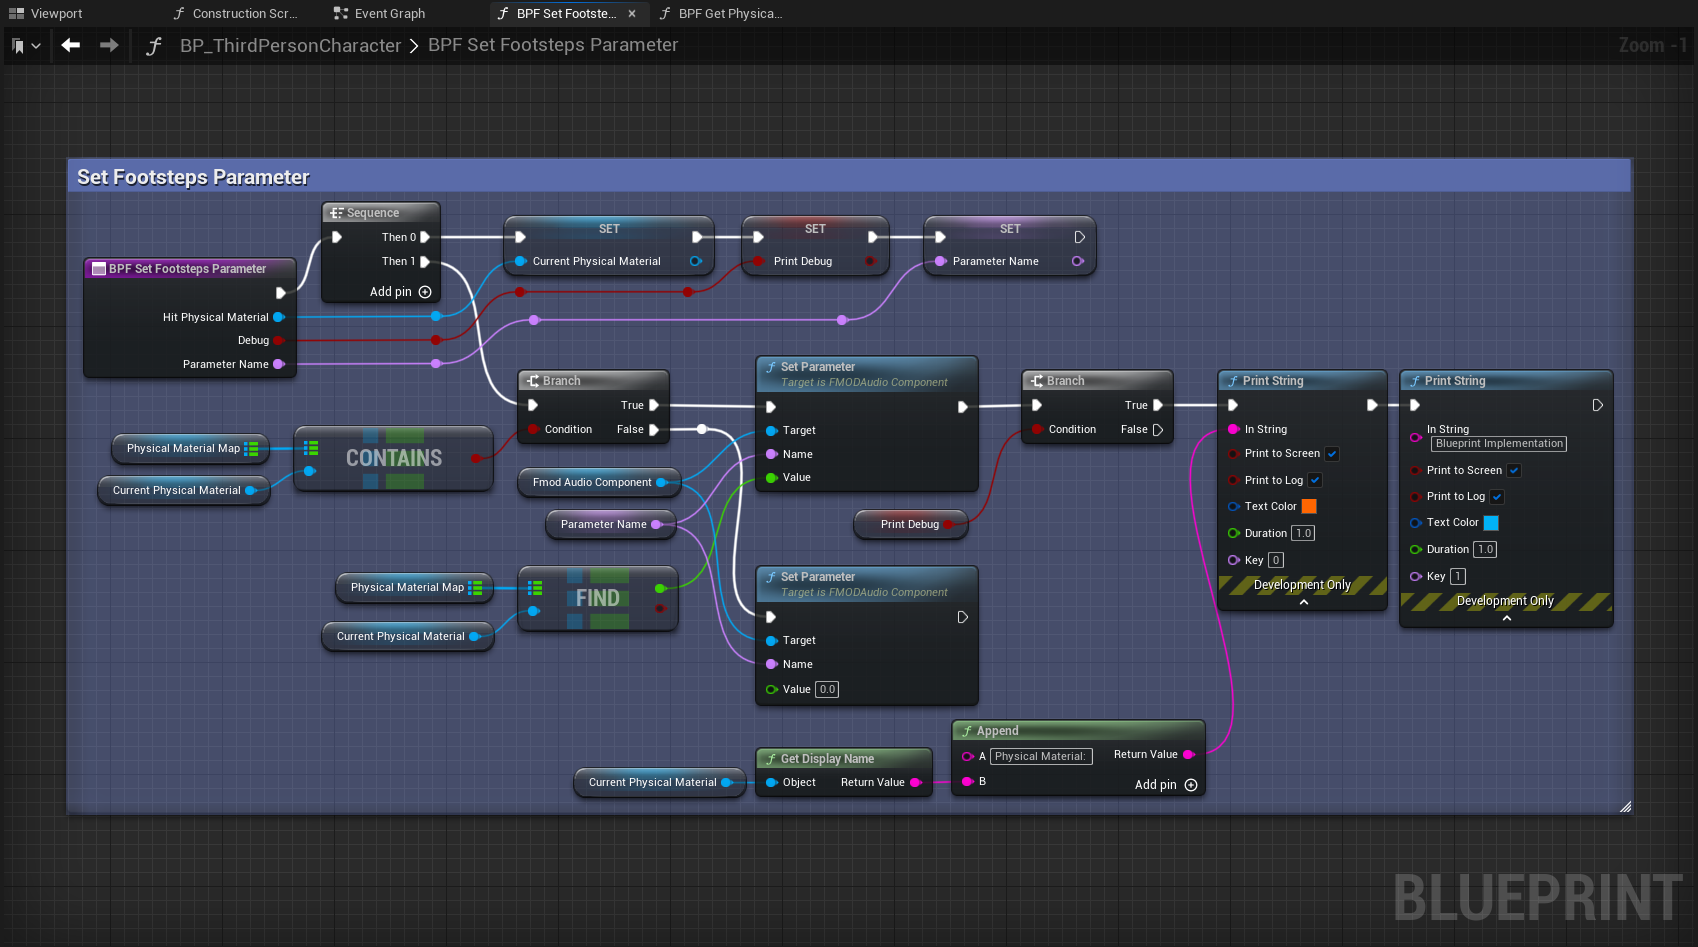 Viewport
Construction Scr...
Event Graph
BPF Set Footste...
BPF Get Physica...
BP_ThirdPersonCharacter
BPF Set Footsteps Parameter
Zoom -1
Set Footsteps Parameter
Sequence
Then 0
Then 1
Add pin
BPF Set Footsteps Parameter
Hit Physical Material
Debug
Parameter Name
SET
Current Physical Material
SET
Print Debug
SET
Parameter Name
Branch
True
Condition
False
Physical Material Map
Current Physical Material
CONTAINS
Fmod Audio Component
Parameter Name
Set Parameter
Target is FMODAudio Component
Target
Name
Value
Branch
True
Condition
False
Print Debug
Print String
In String
Print to Screen
Print to Log
Text Color
Duration 1.0
Key 0
Development Only
Print String
In String
Blueprint Implementation
Print to Screen
Print to Log
Text Color
Duration 1.0
Key 1
Development Only
Physical Material Map
Current Physical Material
FIND
Set Parameter
Target is FMODAudio Component
Target
Name
Value 0.0
Current Physical Material
Get Display Name
Object
Return Value
Append
A Physical Material:
Return Value
B
Add pin
BLUEPRINT